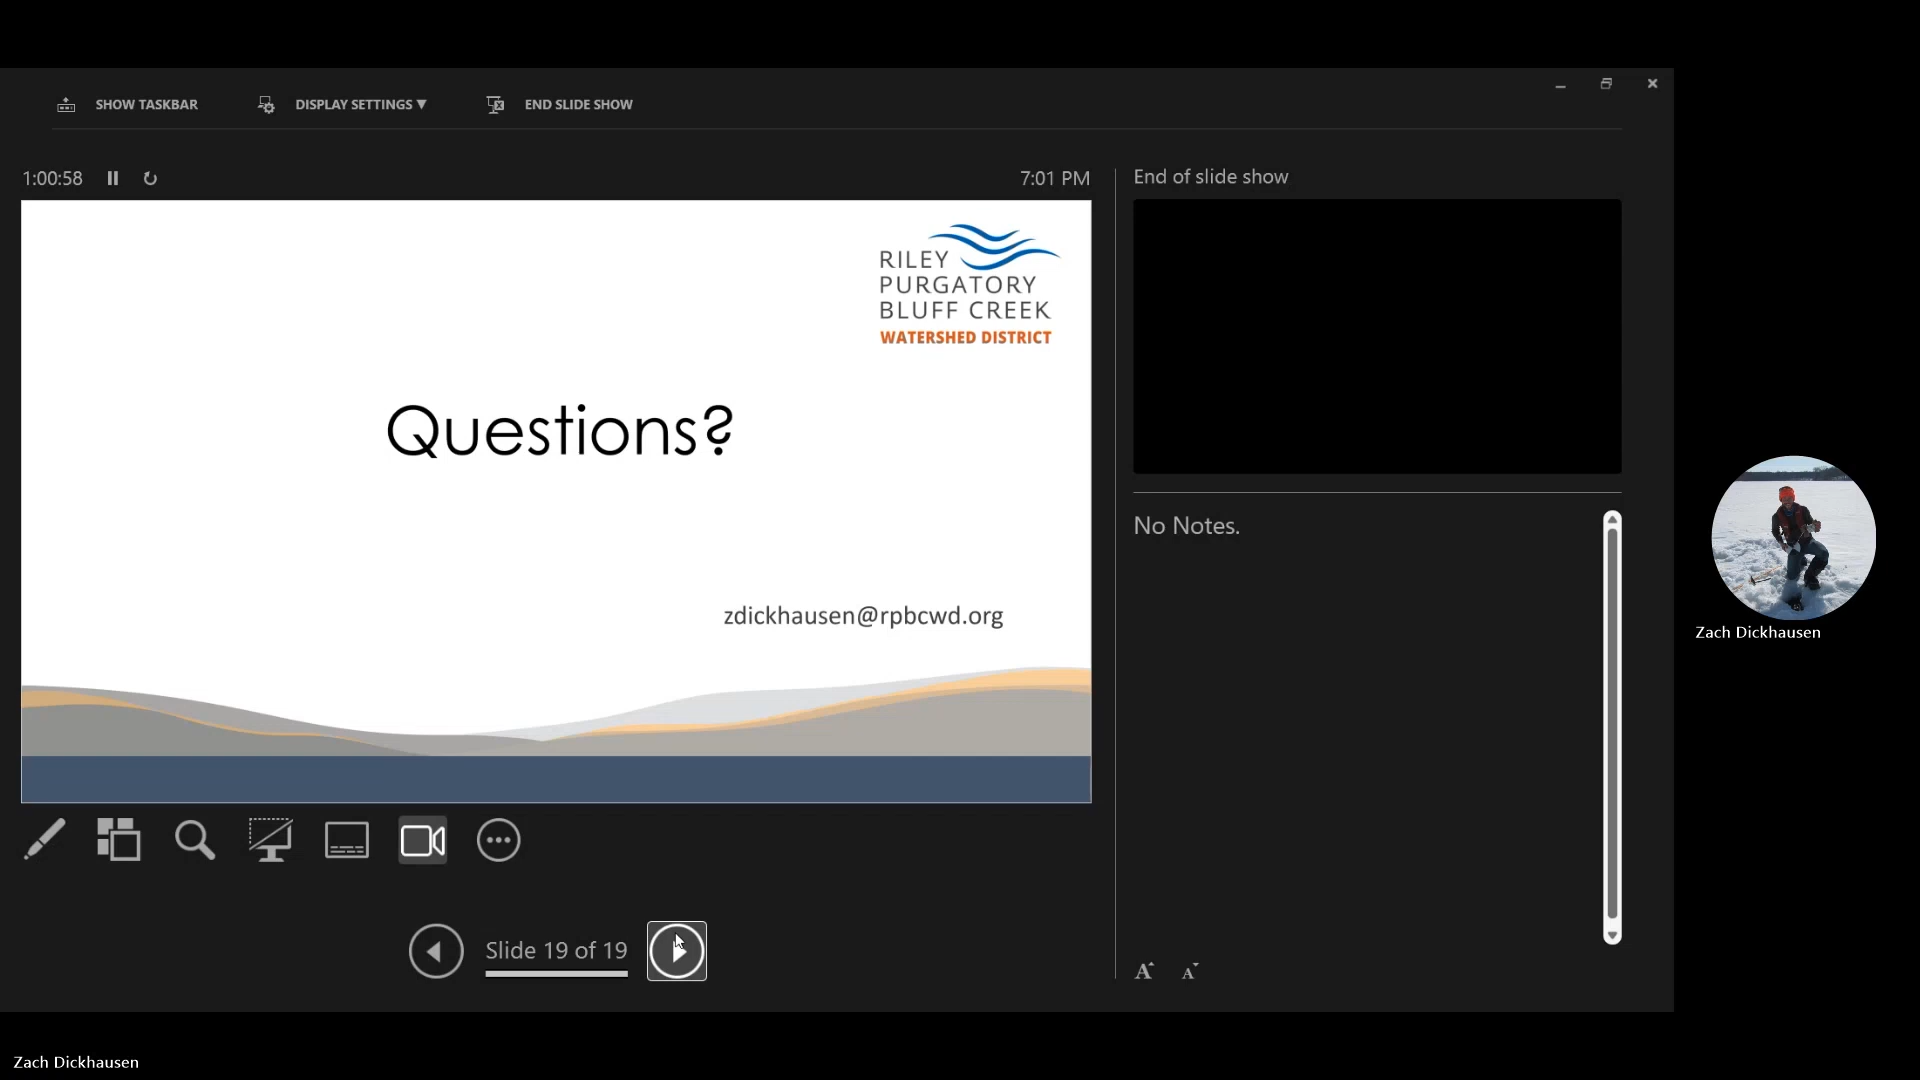 SHOW TASKBAR
DISPLAY SETTINGS ▼
END SLIDE SHOW
1:00:58
7:01 PM
End of slide show
RILEY
PURGATORY
BLUFF CREEK
WATERSHED DISTRICT
Questions?
zdickhausen@rpbcwd.org
No Notes.
Zach Dickhausen
Slide 19 of 19
A A
Zach Dickhausen